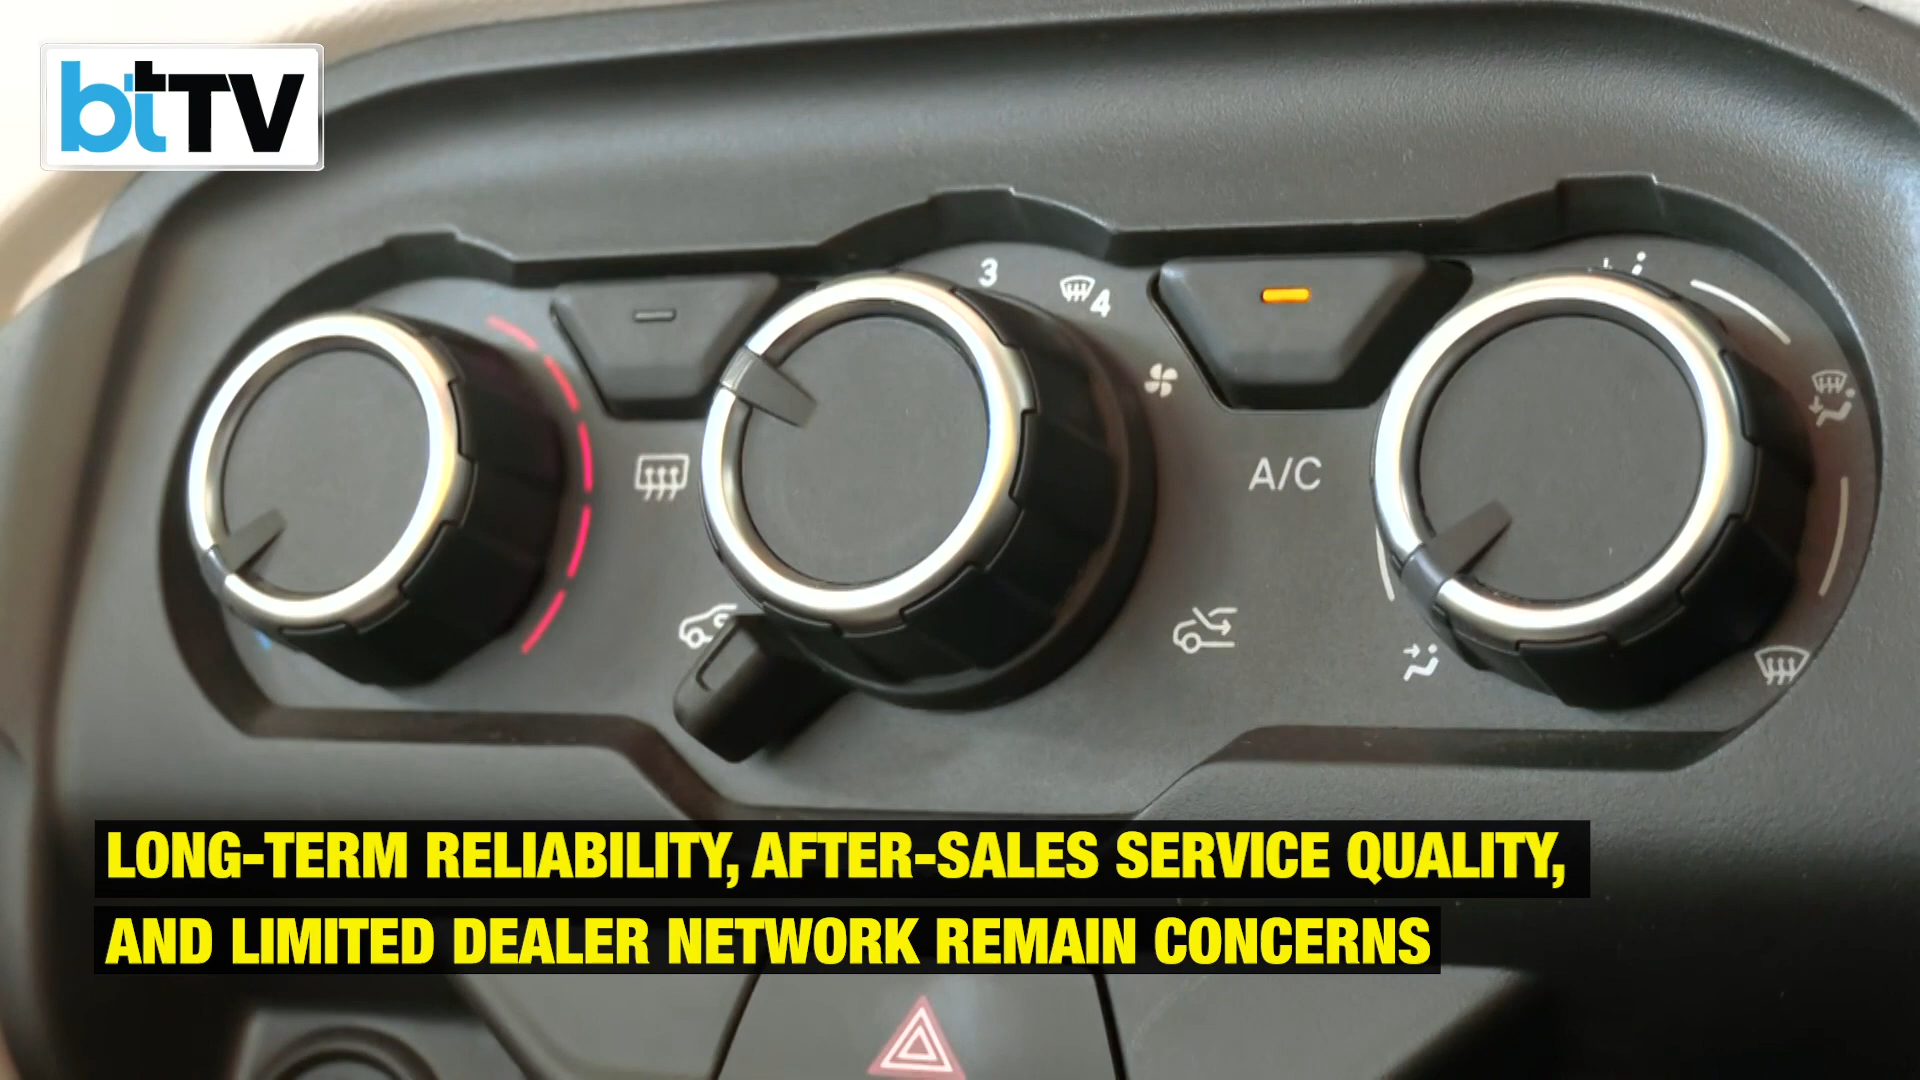 btTV
3
4
A/C
LONG-TERM RELIABILITY, AFTER-SALES SERVICE QUALITY,
AND LIMITED DEALER NETWORK REMAIN CONCERNS